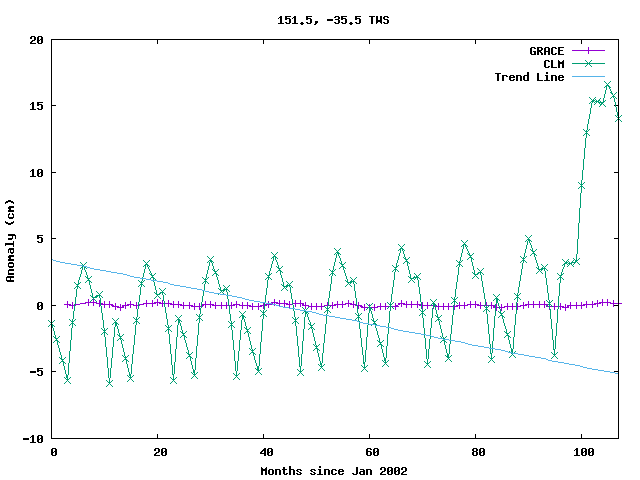 151.5, -35.5 TWS
GRACE
CLM
Trend Line
20
15
10
5
0
-5
-10
Anomaly (cm)
0 20 40 60 80 100
Months since Jan 2002